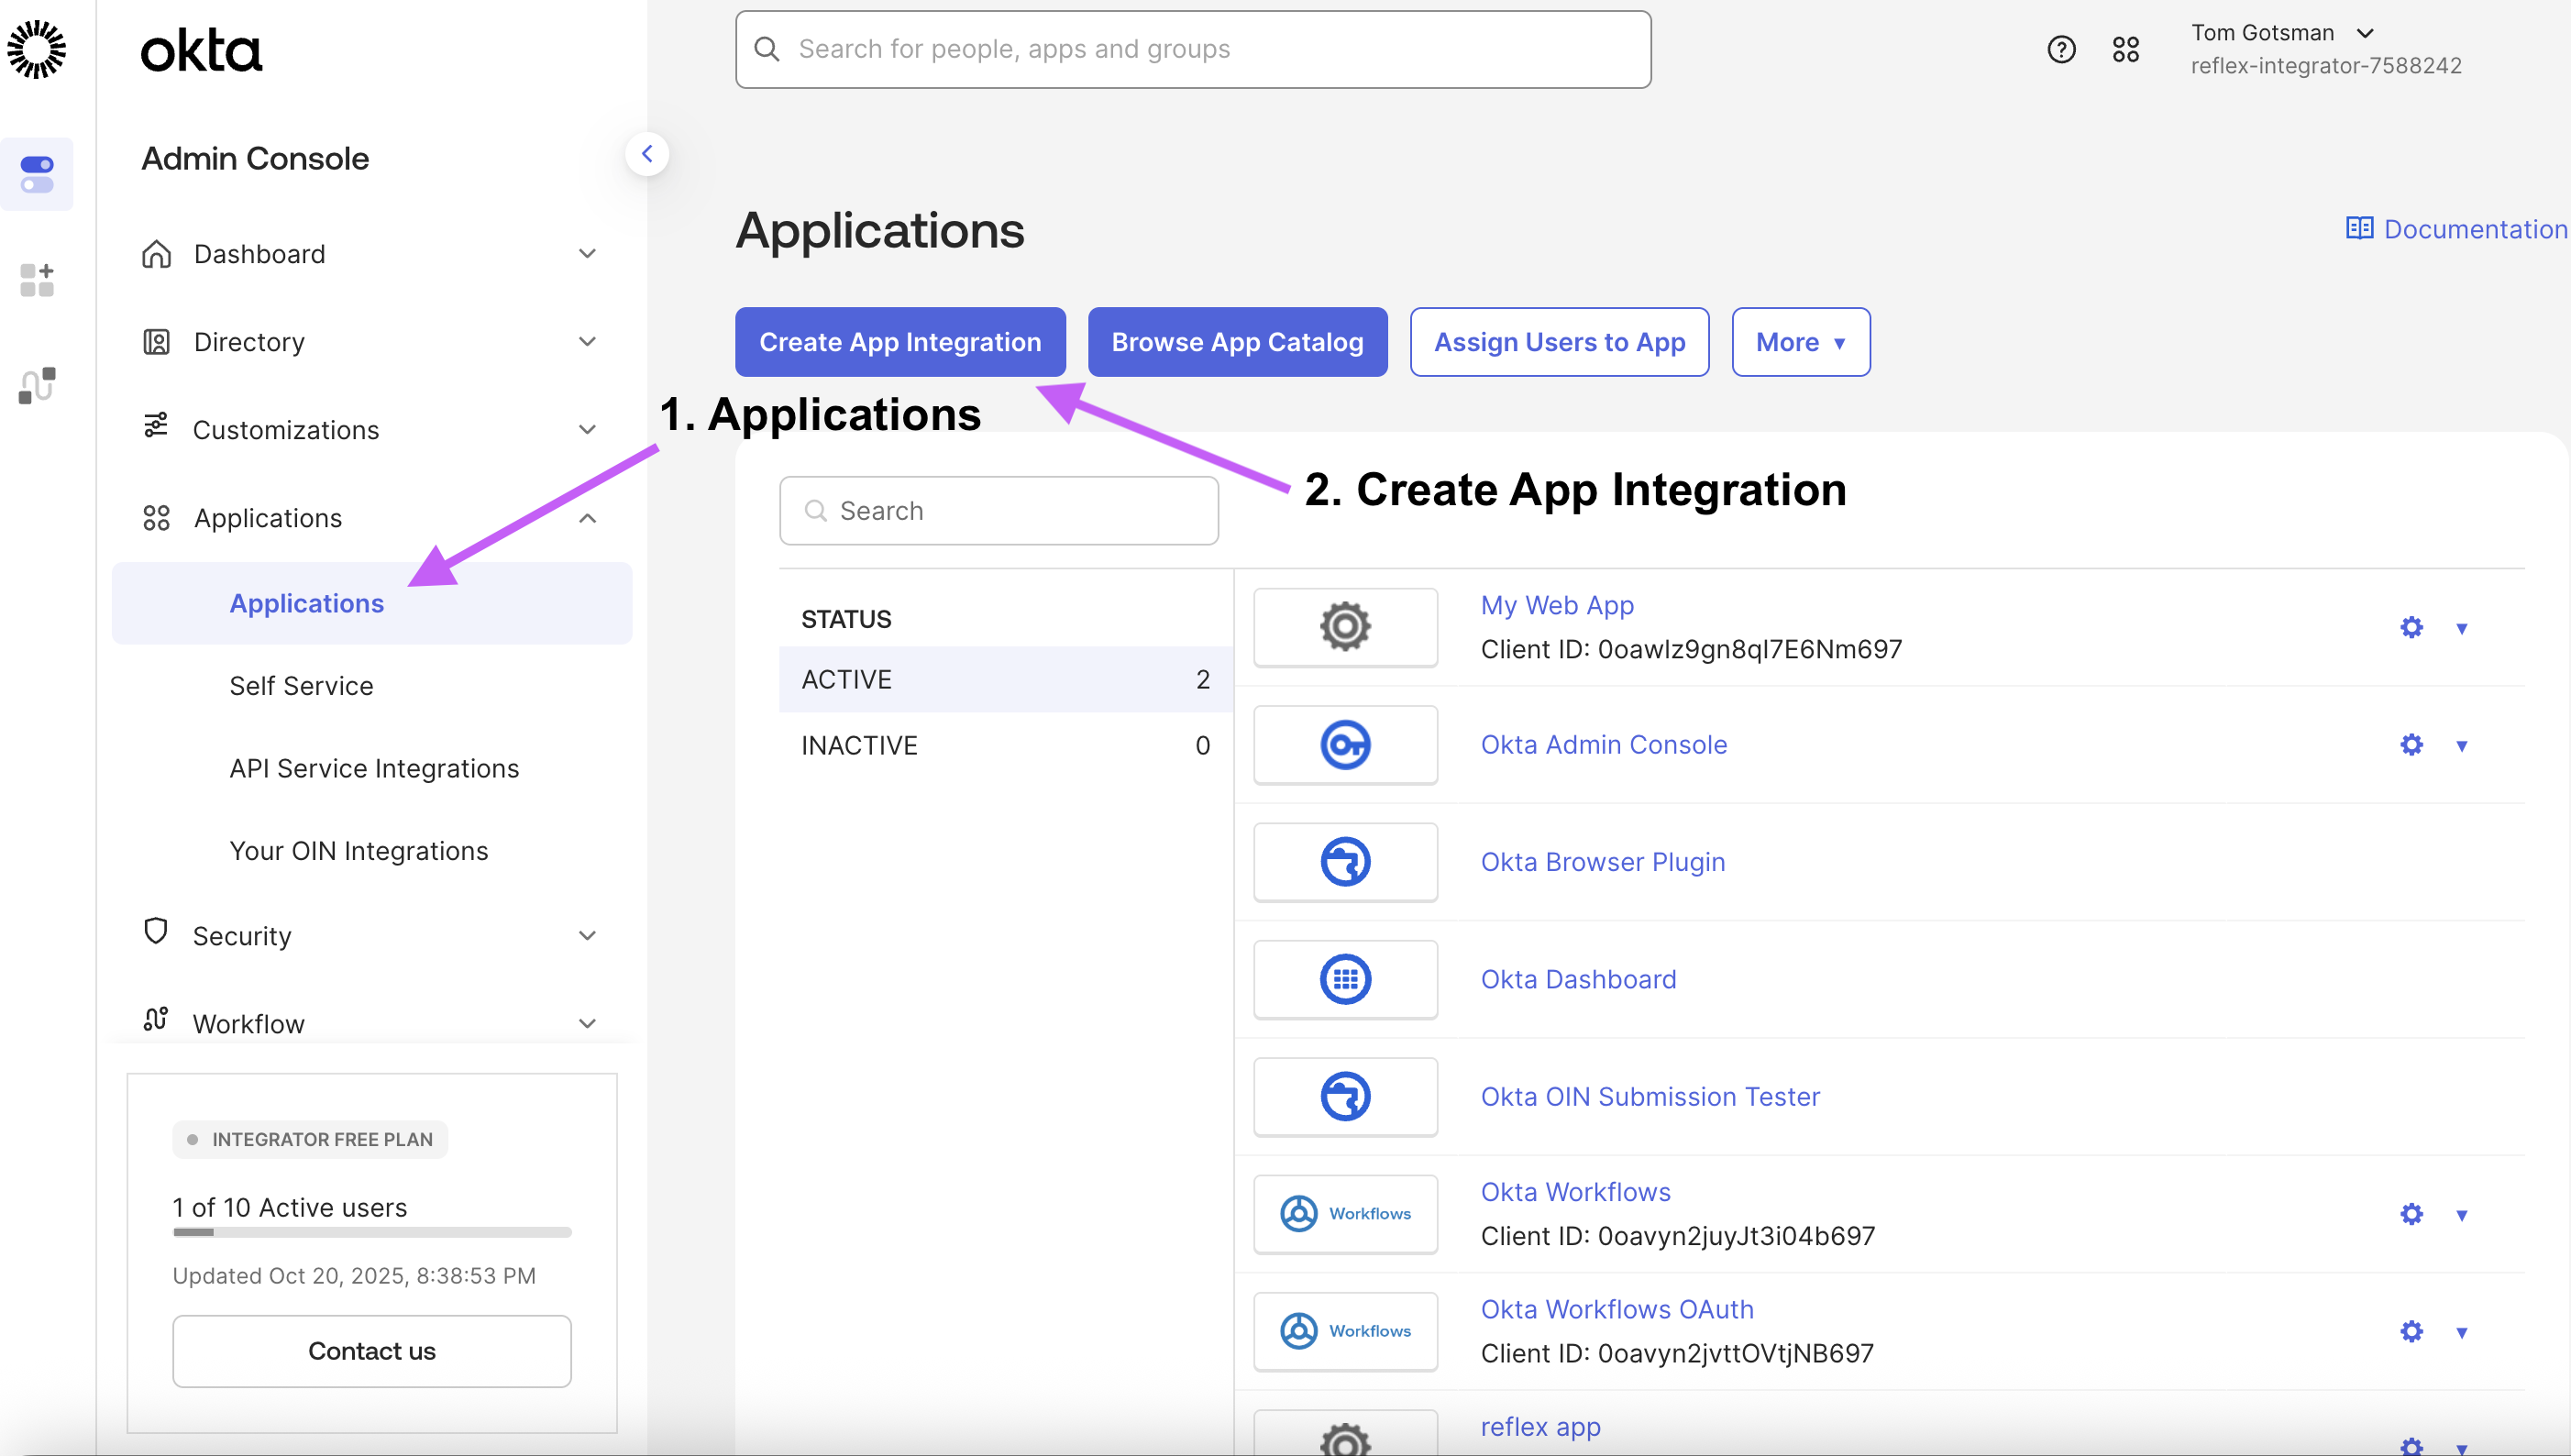 okta
Search for people, apps and groups
Tom Gotsman
reflex-integrator-7588242
Admin Console
Dashboard
Directory
Customizations
Applications
Applications
Self Service
API Service Integrations
Your OIN Integrations
Security
Workflow
INTEGRATOR FREE PLAN
1 of 10 Active users
Updated Oct 20, 2025, 8:38:53 PM
Contact us
Applications
Documentation
Create App Integration
Browse App Catalog
Assign Users to App
More
1. Applications
2. Create App Integration
Search
STATUS
ACTIVE 2
INACTIVE 0
My Web App
Client ID: 0oawlz9gn8ql7E6Nm697
Okta Admin Console
Okta Browser Plugin
Okta Dashboard
Okta OIN Submission Tester
Workflows
Okta Workflows
Client ID: 0oavyn2juyJt3i04b697
Workflows
Okta Workflows OAuth
Client ID: 0oavyn2jvttOVtjNB697
reflex app